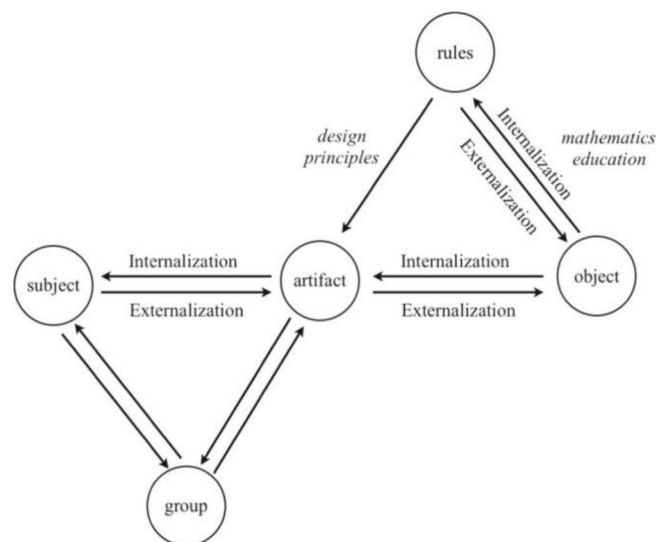 rules
design
principles
Internalization
Externalization
mathematics
education
subject
Internalization
Externalization
artifact
Internalization
Externalization
object
group